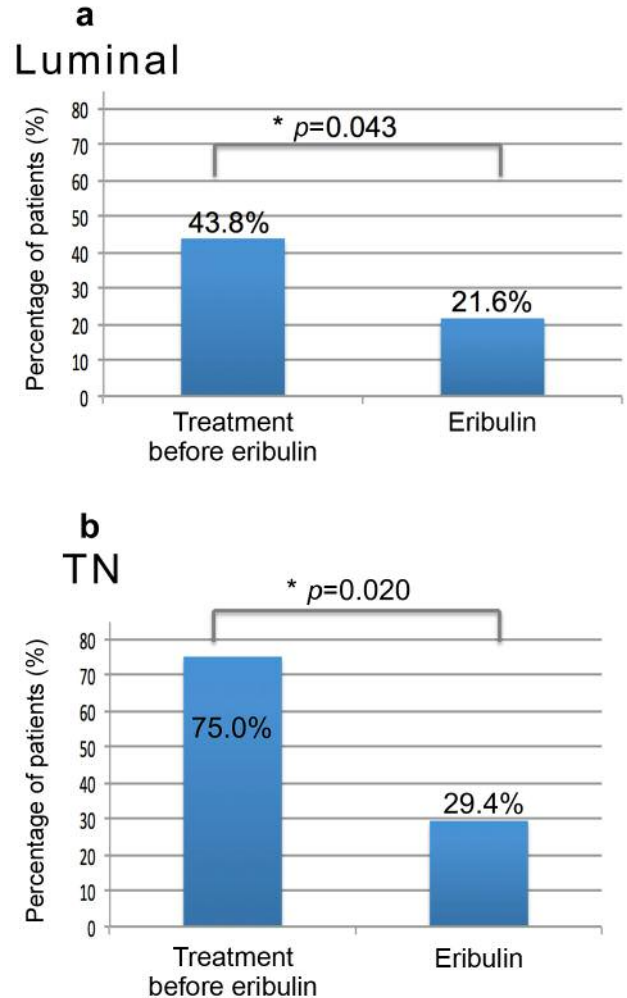 a
Luminal
Percentage of patients (%)
80
70
60
50
40
30
20
10
0
* p=0.043
43.8%
21.6%
Treatment
before eribulin
Eribulin
b
TN
Percentage of patients (%)
80
70
60
50
40
30
20
10
0
* p=0.020
75.0%
29.4%
Treatment
before eribulin
Eribulin